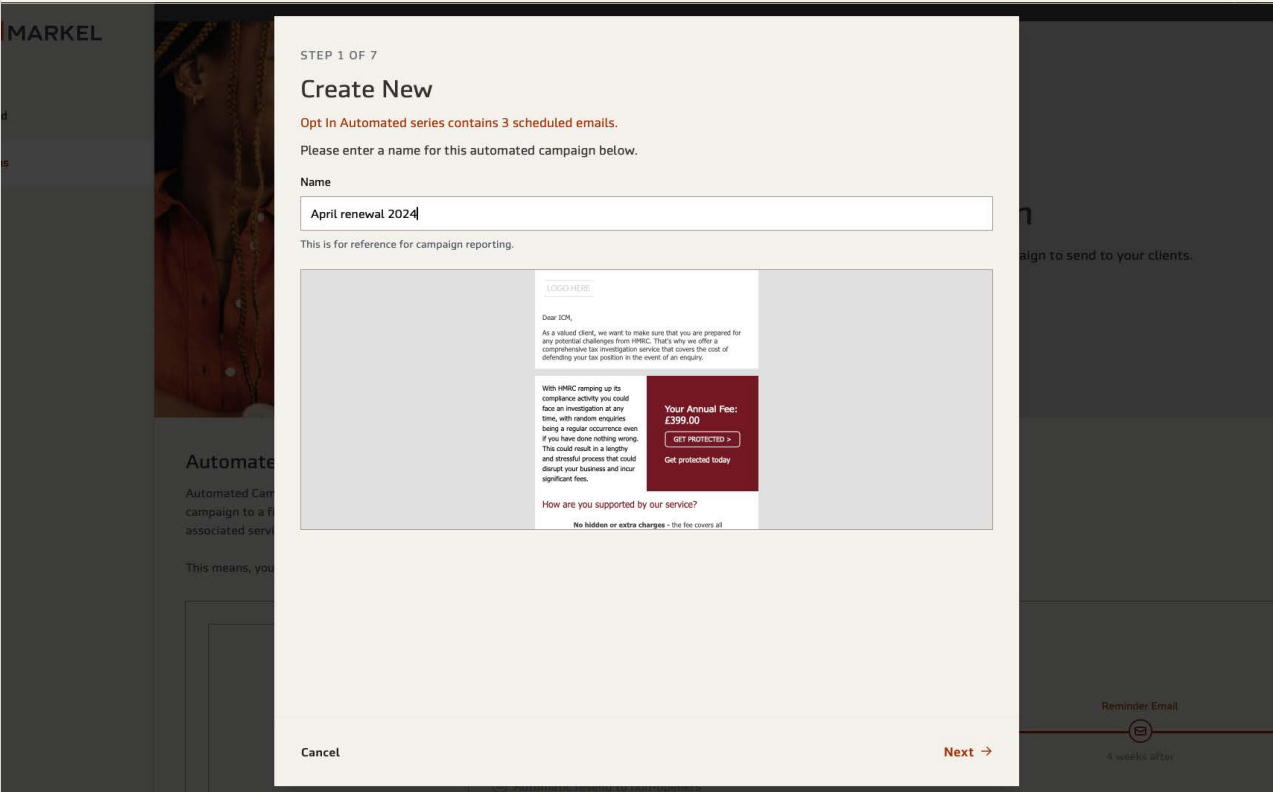 MARKEL
STEP 1 OF 7
Create New
Opt In Automated series contains 3 scheduled emails.
Please enter a name for this automated campaign below.
Name
April renewal 2024
This is for reference for campaign reporting.
aign to send to your clients.
LOGO HERE
Dear ICM,
As a valued client, we want to make sure that you are prepared for
any potential challenges from HMRC. That's why we offer a
comprehensive tax investigation service that covers the cost of
defending your tax position in the event of an enquiry.
With HMRC ramping up its
compliance activity you could
face an investigation at any
time, with random enquiries
being a regular occurrence even
if you have done nothing wrong.
This could result in a lengthy
and stressful process that could
disrupt your business and incur
significant fees.
Your Annual Fee:
£399.00
GET PROTECTED >
Get protected today
How are you supported by our service?
No hidden or extra charges - the fee covers all
Automate
Automated Cam
campaign to a fi
associated servi
This means, you
Reminder Email
4 weeks after
Cancel
Next →
Automatic resend to non-openers